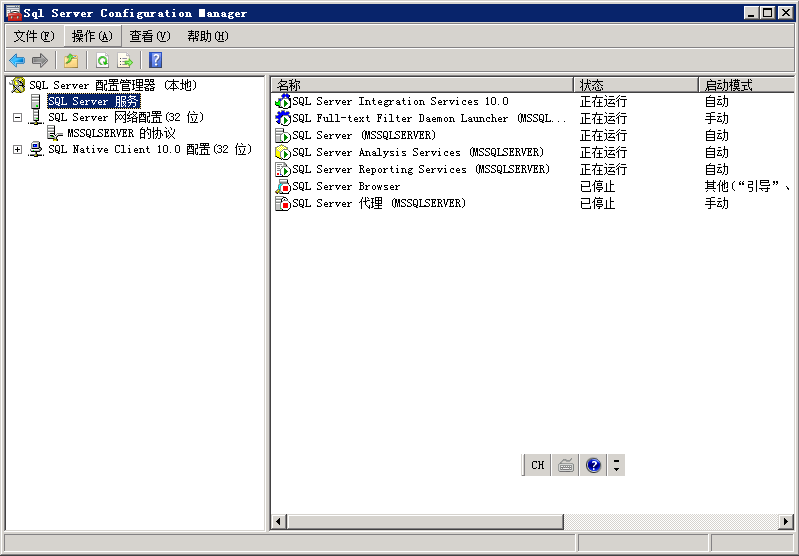 Sql Server Configuration Manager
文件(F) 操作(A) 查看(V) 帮助(H)
SQL Server 配置管理器 (本地)
SQL Server 服务
SQL Server 网络配置(32 位)
MSSQLSERVER 的协议
SQL Native Client 10.0 配置(32 位)
名称 状态 启动模式
SQL Server Integration Services 10.0 正在运行 自动
SQL Full-text Filter Daemon Launcher (MSSQL... 正在运行 手动
SQL Server (MSSQLSERVER) 正在运行 自动
SQL Server Analysis Services (MSSQLSERVER) 正在运行 自动
SQL Server Reporting Services (MSSQLSERVER) 正在运行 自动
SQL Server Browser 已停止 其他(“引导”、
SQL Server 代理 (MSSQLSERVER) 已停止 手动
CH